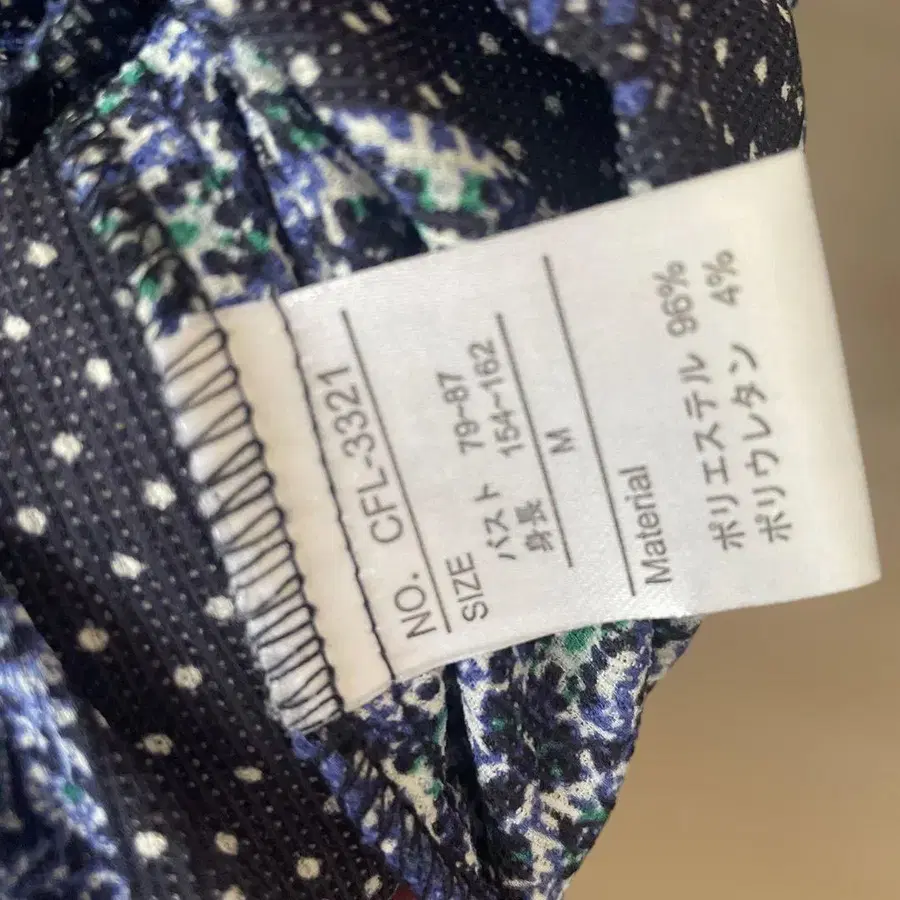 NO. CFL-3321
SIZE
バスト 79~87
身長 154~162
M
Material
ポリエステル 96%
ポリウレタン 4%